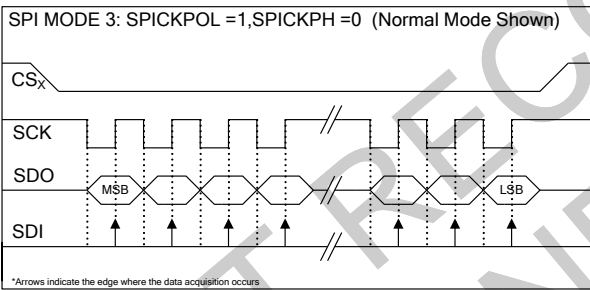 SPI MODE 3: SPICKPOL =1,SPICKPH =0 (Normal Mode Shown)
CSX
SCK
SDO
MSB
LSB
SDI
*Arrows indicate the edge where the data acquisition occurs